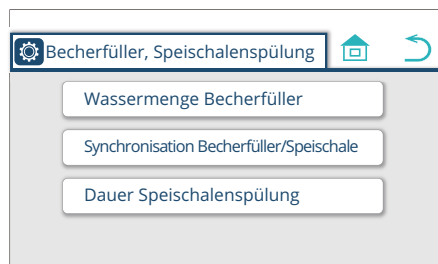 Becherfüller, Speischalenspülung
Wassermenge Becherfüller
Synchronisation Becherfüller/Speischale
Dauer Speischalenspülung